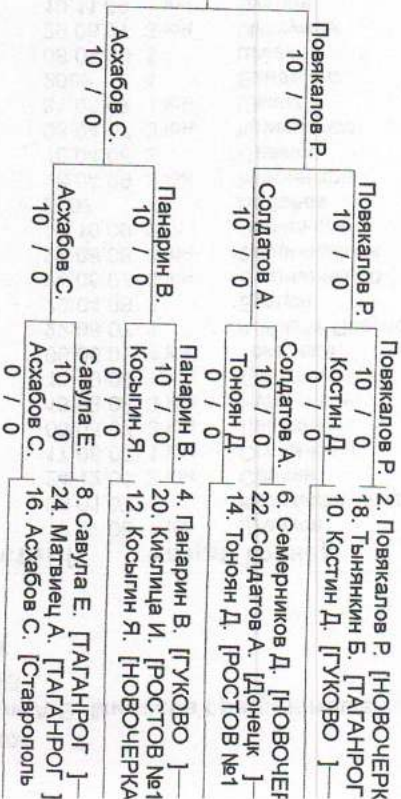 Повякалов Р. 2. Повякалов Р. [НОВОЧЕРК
Повякалов Р. 10 / 0 18. Тынянкин Б. [ТАГАНРОГ
10 / 0 Костин Д. 10. Костин Д. [ГУКОВО ]
Повякалов Р. 0 / 0
10 / 0 Солдатов А. 6. Семерников Д. [НОВОЧЕР
Солдатов А. 10 / 0 22. Солдатов А. [Донецк ]
10 / 0 Тоноян Д. 14. Тоноян Д. [РОСТОВ №1
0 / 0
Панарин В. 4. Панарин В. [ГУКОВО ]
Панарин В. 10 / 0 20. Кислица И. [РОСТОВ №1
10 / 0 Косыгин Я. 12. Косыгин Я. [НОВОЧЕРКА
Асхабов С. 0 / 0
10 / 0 Савула Е. 8. Савула Е. [ТАГАНРОГ ]
Асхабов С. 10 / 0 24. Матвиец А. [ТАГАНРОГ ]
10 / 0 Асхабов С. 16. Асхабов С. [Ставрополь
0 / 0